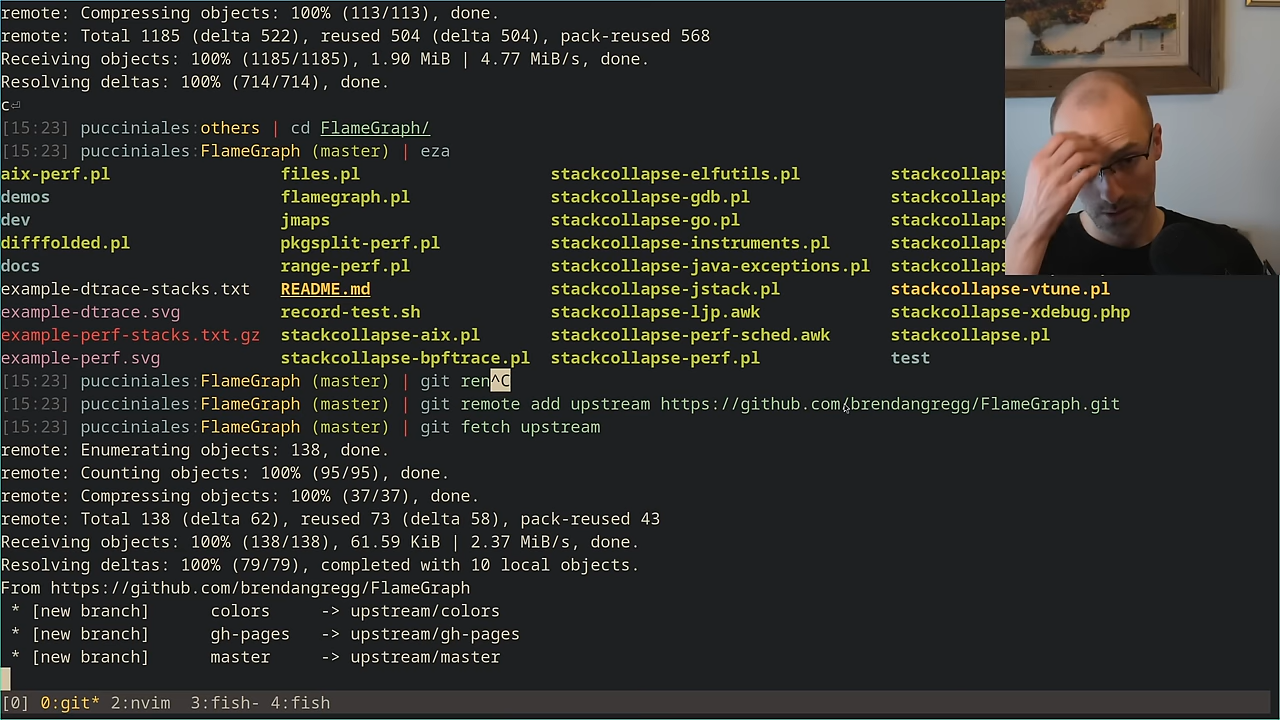 remote: Compressing objects: 100% (113/113), done.
remote: Total 1185 (delta 522), reused 504 (delta 504), pack-reused 568
Receiving objects: 100% (1185/1185), 1.90 MiB | 4.77 MiB/s, done.
Resolving deltas: 100% (714/714), done.
c⏎
[15:23] pucciniales:others | cd FlameGraph/
[15:23] pucciniales:FlameGraph (master) | eza
aix-perf.pl files.pl stackcollapse-elfutils.pl
demos flamegraph.pl stackcollapse-gdb.pl
dev jmaps stackcollapse-go.pl
difffolded.pl pkgsplit-perf.pl stackcollapse-instruments.pl
docs range-perf.pl stackcollapse-java-exceptions.pl
example-dtrace-stacks.txt README.md stackcollapse-jstack.pl stackcollapse-vtune.pl
example-dtrace.svg record-test.sh stackcollapse-ljp.awk stackcollapse-xdebug.php
example-perf-stacks.txt.gz stackcollapse-aix.pl stackcollapse-perf-sched.awk stackcollapse.pl
example-perf.svg stackcollapse-bpftrace.pl stackcollapse-perf.pl test
[15:23] pucciniales:FlameGraph (master) | git ren^C
[15:23] pucciniales:FlameGraph (master) | git remote add upstream https://github.com/brendangregg/FlameGraph.git
[15:23] pucciniales:FlameGraph (master) | git fetch upstream
remote: Enumerating objects: 138, done.
remote: Counting objects: 100% (95/95), done.
remote: Compressing objects: 100% (37/37), done.
remote: Total 138 (delta 62), reused 73 (delta 58), pack-reused 43
Receiving objects: 100% (138/138), 61.59 KiB | 2.37 MiB/s, done.
Resolving deltas: 100% (79/79), completed with 10 local objects.
From https://github.com/brendangregg/FlameGraph
* [new branch] colors -> upstream/colors
* [new branch] gh-pages -> upstream/gh-pages
* [new branch] master -> upstream/master
[0] 0:git* 2:nvim 3:fish- 4:fish